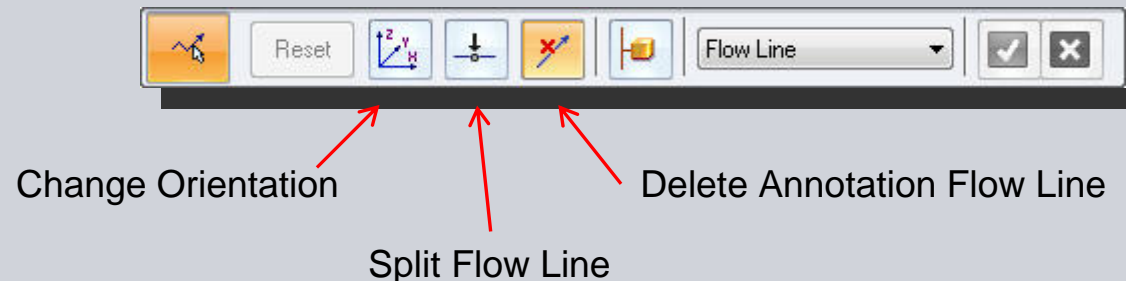 Reset
Z Y X
Flow Line
Change Orientation
Delete Annotation Flow Line
Split Flow Line